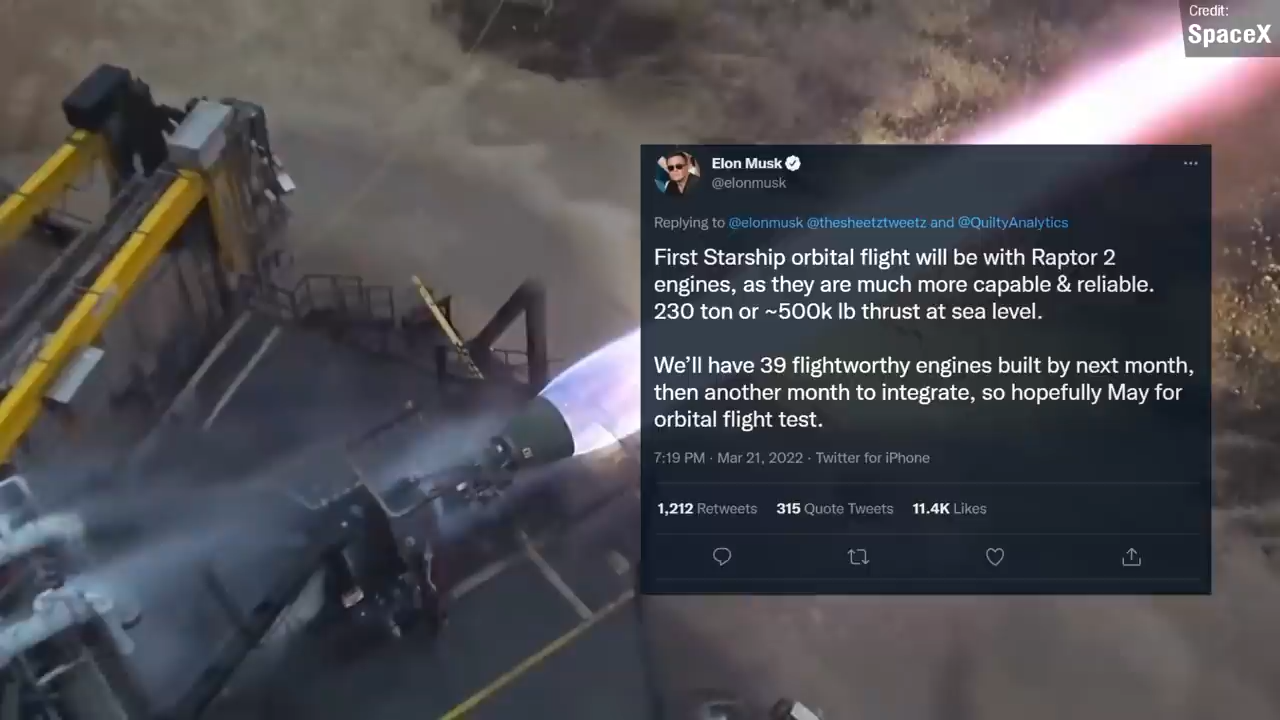 Credit:
SpaceX
Elon Musk
@elonmusk
Replying to @elonmusk @thesheetztweetz and @QuiltyAnalytics
First Starship orbital flight will be with Raptor 2
engines, as they are much more capable & reliable.
230 ton or ~500k lb thrust at sea level.
We’ll have 39 flightworthy engines built by next month,
then another month to integrate, so hopefully May for
orbital flight test.
7:19 PM · Mar 21, 2022 · Twitter for iPhone
1,212 Retweets 315 Quote Tweets 11.4K Likes